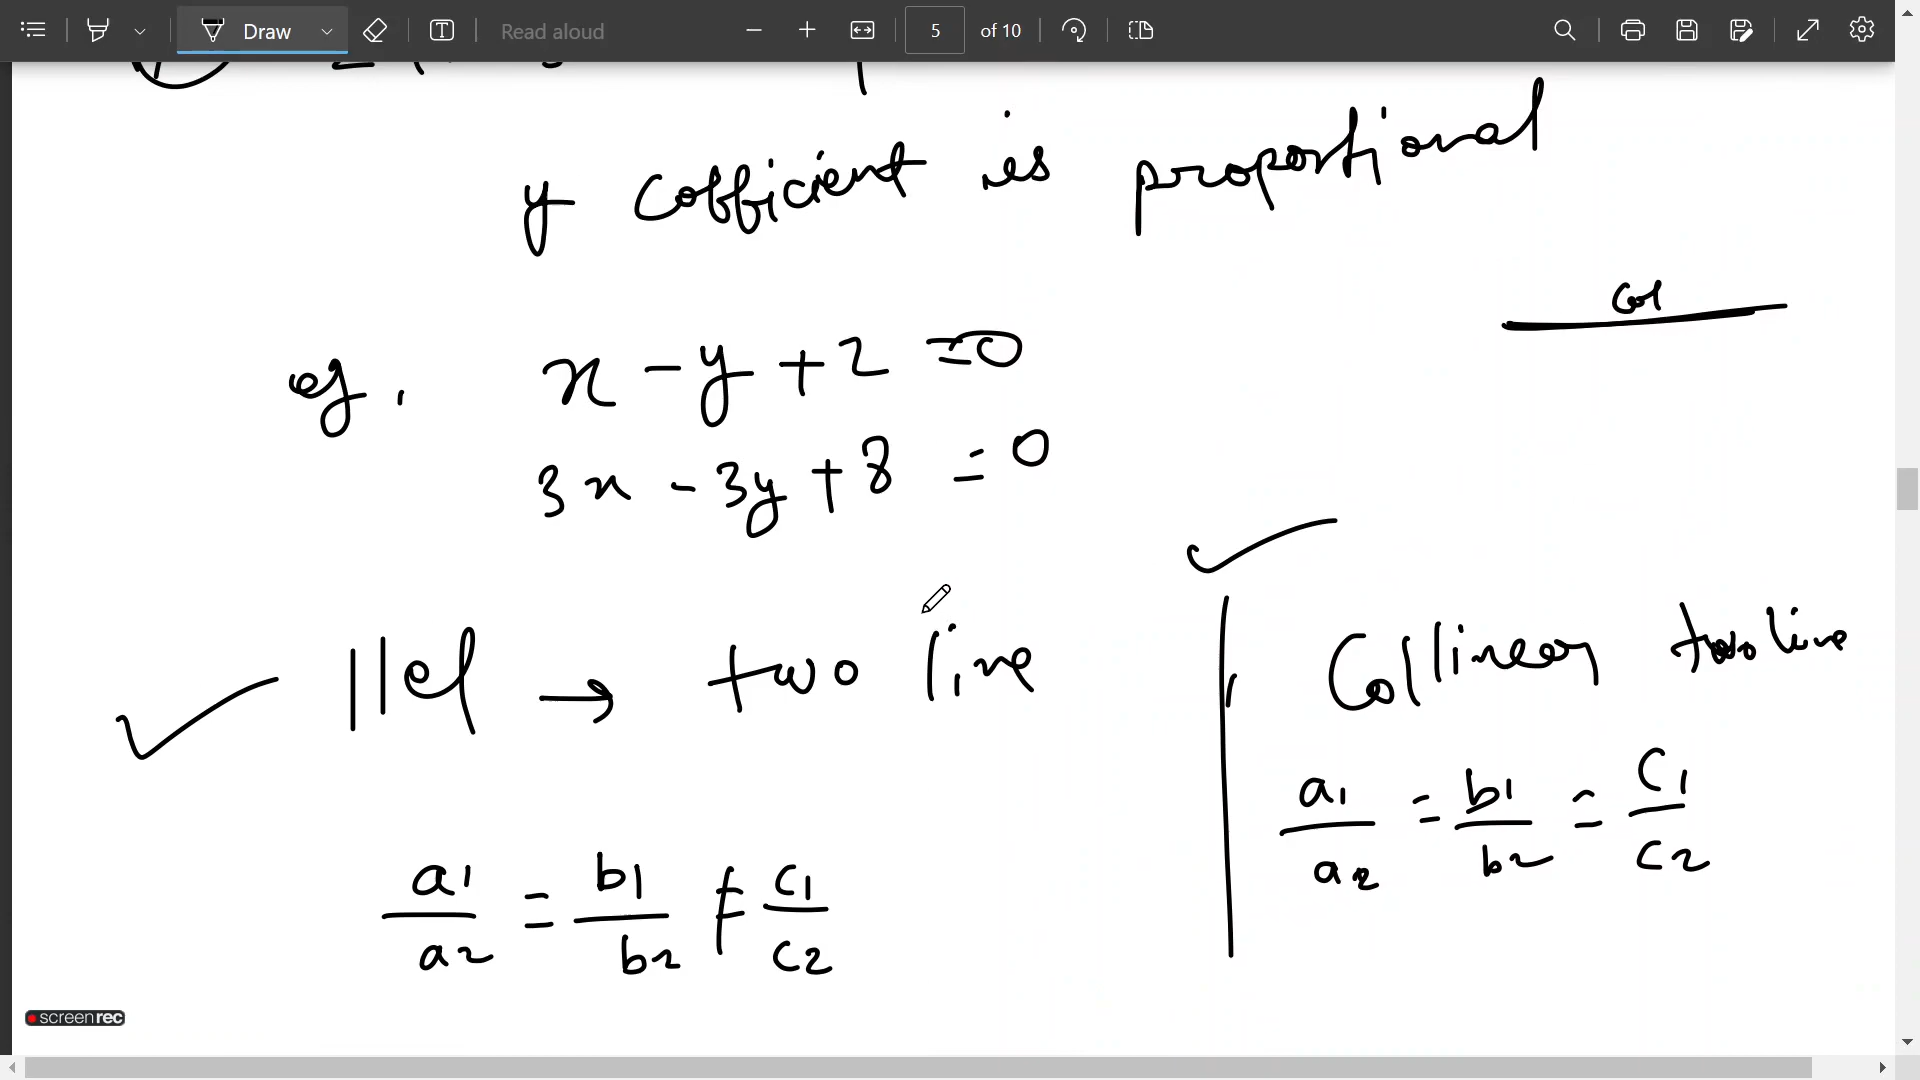 Draw
Read aloud
5 of 10
y cofficient is proportional
Col
eg. x - y + 2 = 0
3x - 3y + 8 = 0
||el → two line
Collinear two line
a1/a2 = b1/b2 = C1/C2
a1/a2 = b1/b2 ≠ C1/C2
screenrec